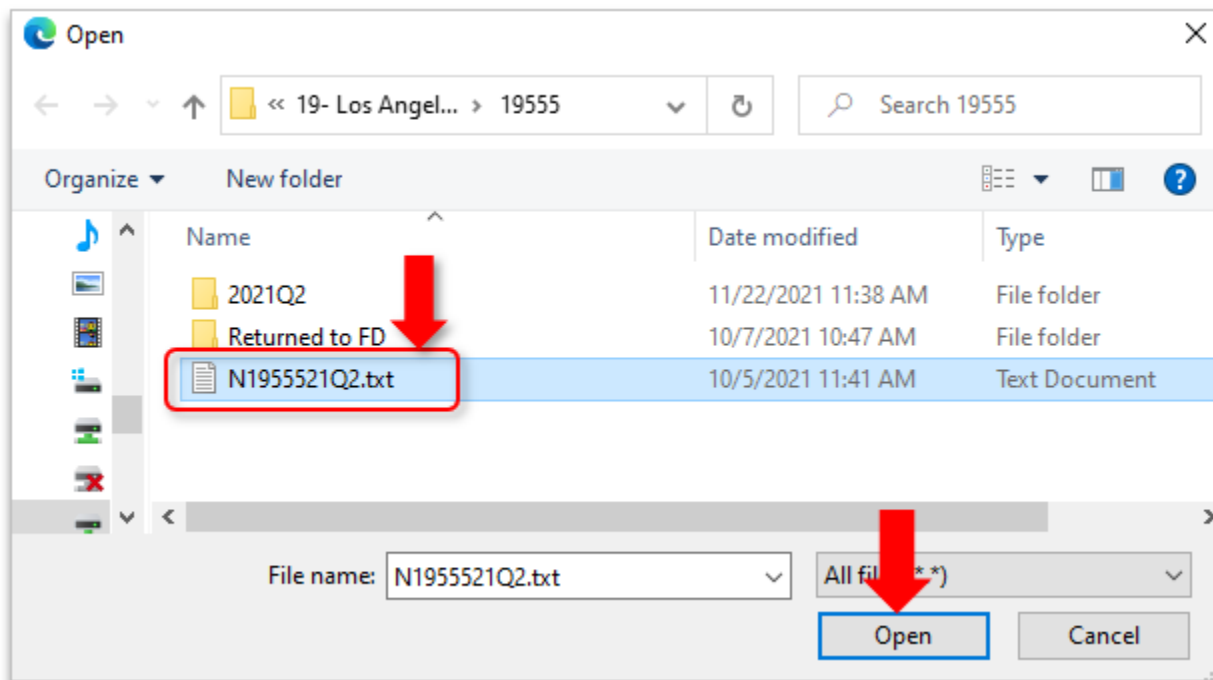 Open
« 19- Los Angel... › 19555
Search 19555
Organize
New folder
?
Name
Date modified
Type
2021Q2
11/22/2021 11:38 AM
File folder
Returned to FD
10/7/2021 10:47 AM
File folder
N1955521Q2.txt
10/5/2021 11:41 AM
Text Document
File name:
N1955521Q2.txt
All fil *.*)
Open
Cancel